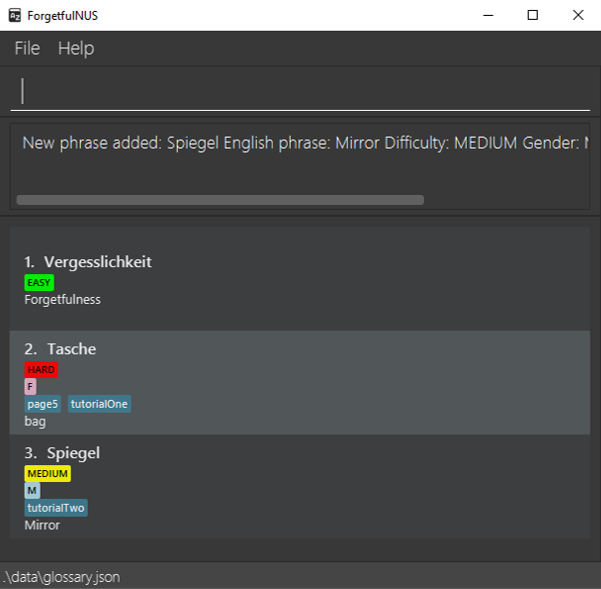 ForgetfulNUS
File Help
New phrase added: Spiegel English phrase: Mirror Difficulty: MEDIUM Gender:
1. Vergesslichkeit
EASY
Forgetfulness
2. Tasche
HARD
F
page5 tutorialOne
bag
3. Spiegel
MEDIUM
M
tutorialTwo
Mirror
.\data\glossary.json